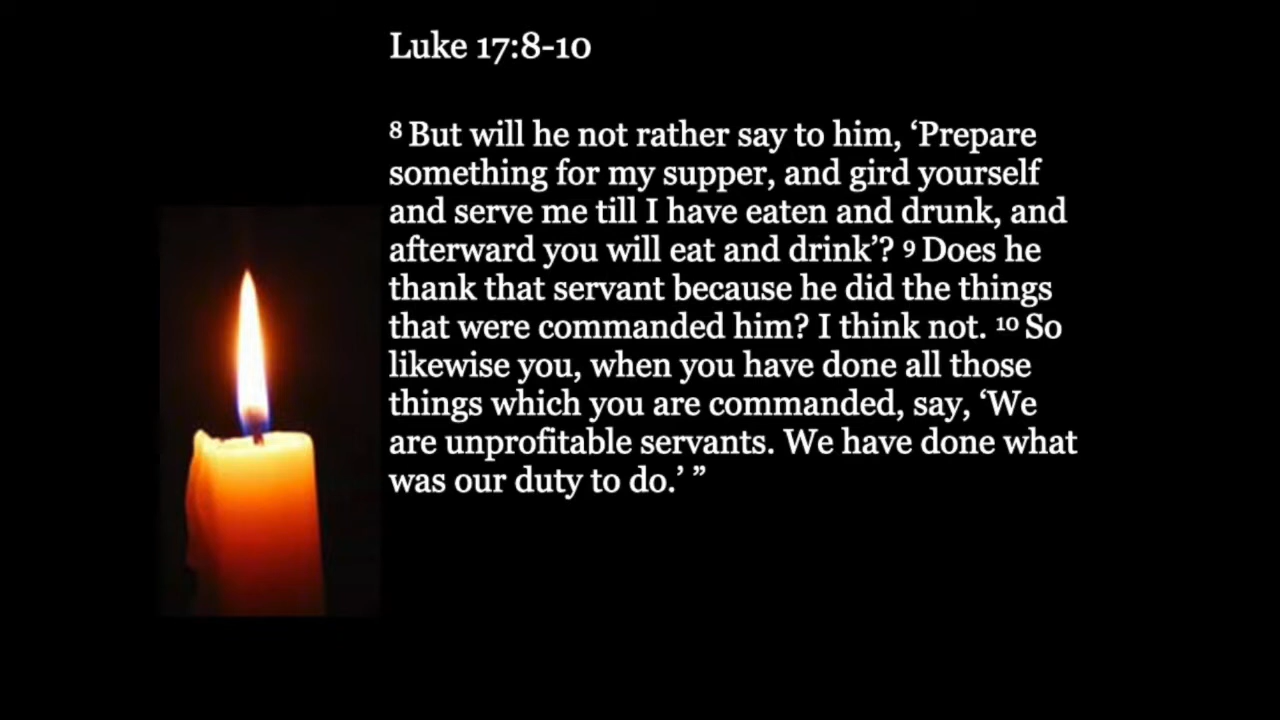 Luke 17:8-10
⁸ But will he not rather say to him, ‘Prepare
something for my supper, and gird yourself
and serve me till I have eaten and drunk, and
afterward you will eat and drink’? ⁹ Does he
thank that servant because he did the things
that were commanded him? I think not. ¹⁰ So
likewise you, when you have done all those
things which you are commanded, say, ‘We
are unprofitable servants. We have done what
was our duty to do.’ ”